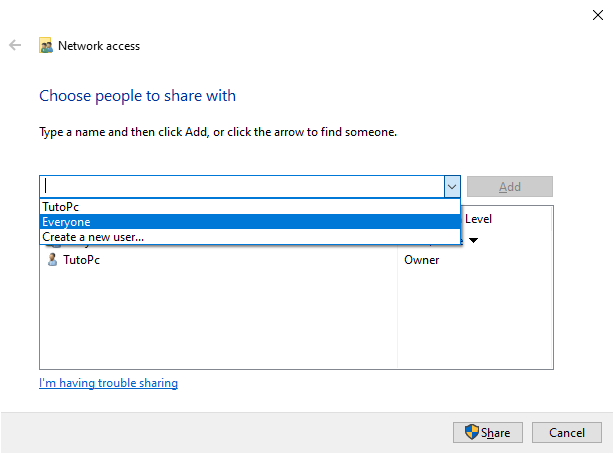 Network access
Choose people to share with
Type a name and then click Add, or click the arrow to find someone.
Add
TutoPc
Everyone
Create a new user...
Level
TutoPc Owner
I'm having trouble sharing
Share Cancel